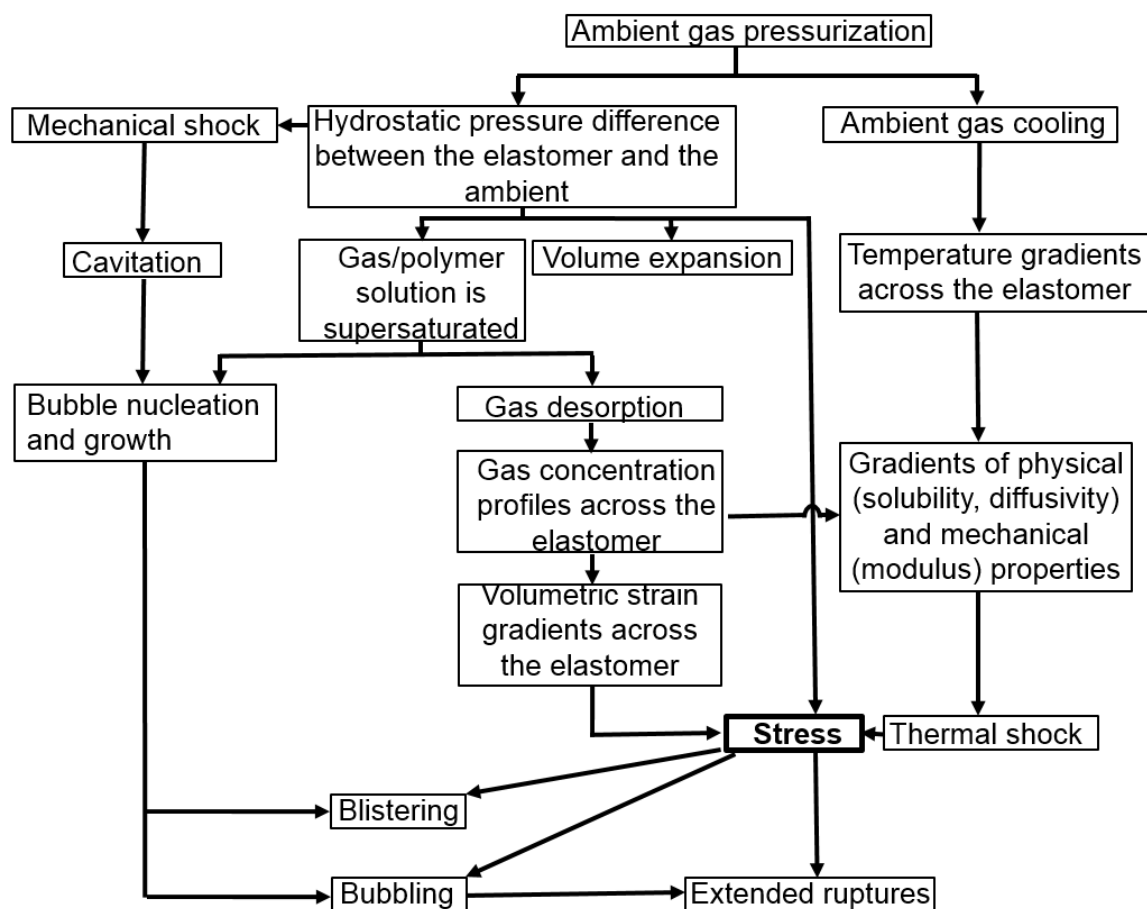 Ambient gas pressurization
Mechanical shock
Hydrostatic pressure difference
between the elastomer and the
ambient
Ambient gas cooling
Cavitation
Gas/polymer
solution is
supersaturated
Volume expansion
Temperature gradients
across the elastomer
Bubble nucleation
and growth
Gas desorption
Gas concentration
profiles across the
elastomer
Gradients of physical
(solubility, diffusivity)
and mechanical
(modulus) properties
Volumetric strain
gradients across
the elastomer
Stress
Thermal shock
Blistering
Bubbling
Extended ruptures